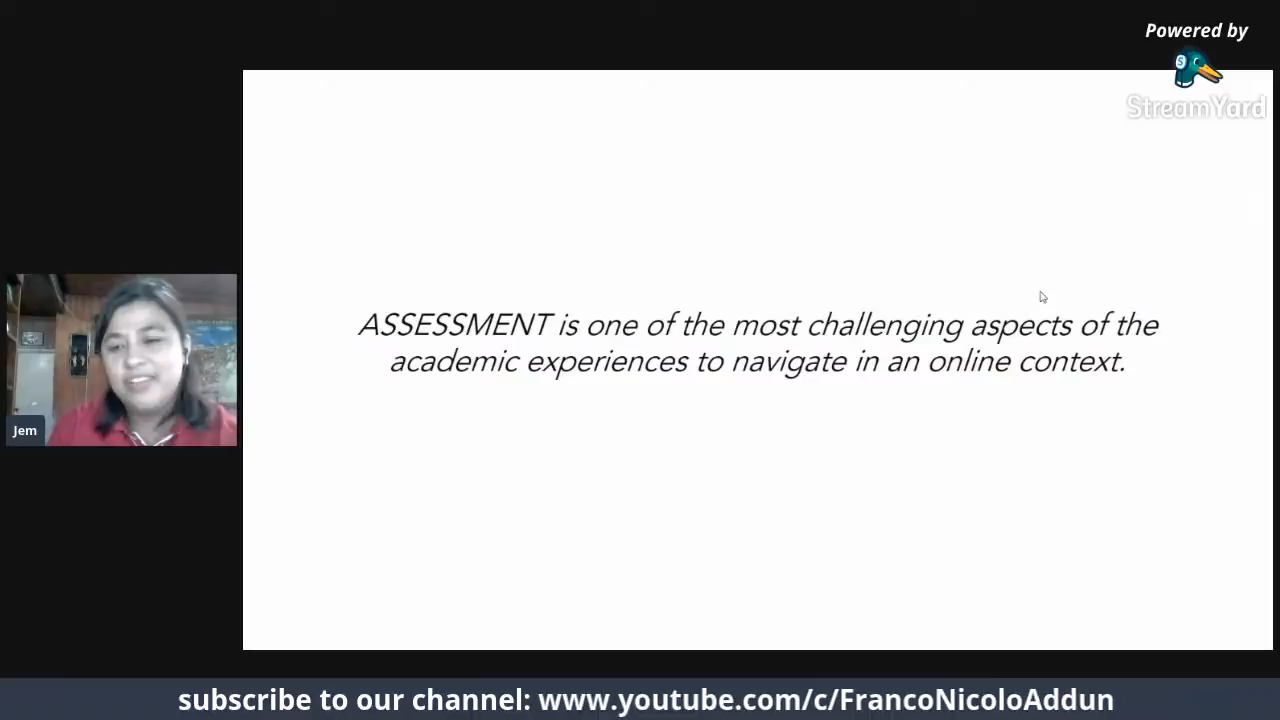 Powered by
StreamYard
ASSESSMENT is one of the most challenging aspects of the
academic experiences to navigate in an online context.
Jem
subscribe to our channel: www.youtube.com/c/FrancoNicoloAddun